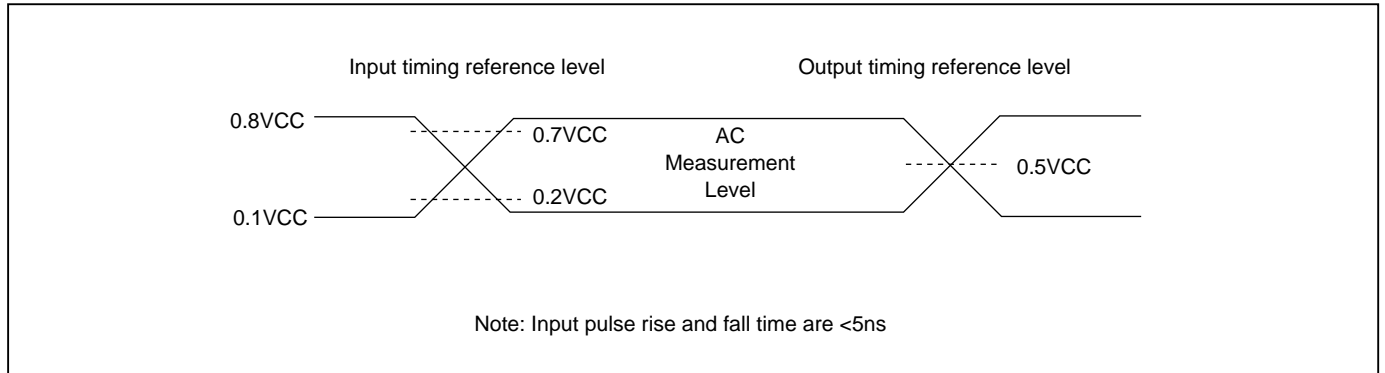 Input timing reference level
Output timing reference level
0.8VCC
0.7VCC
AC
Measurement
Level
0.5VCC
0.2VCC
0.1VCC
Note: Input pulse rise and fall time are <5ns